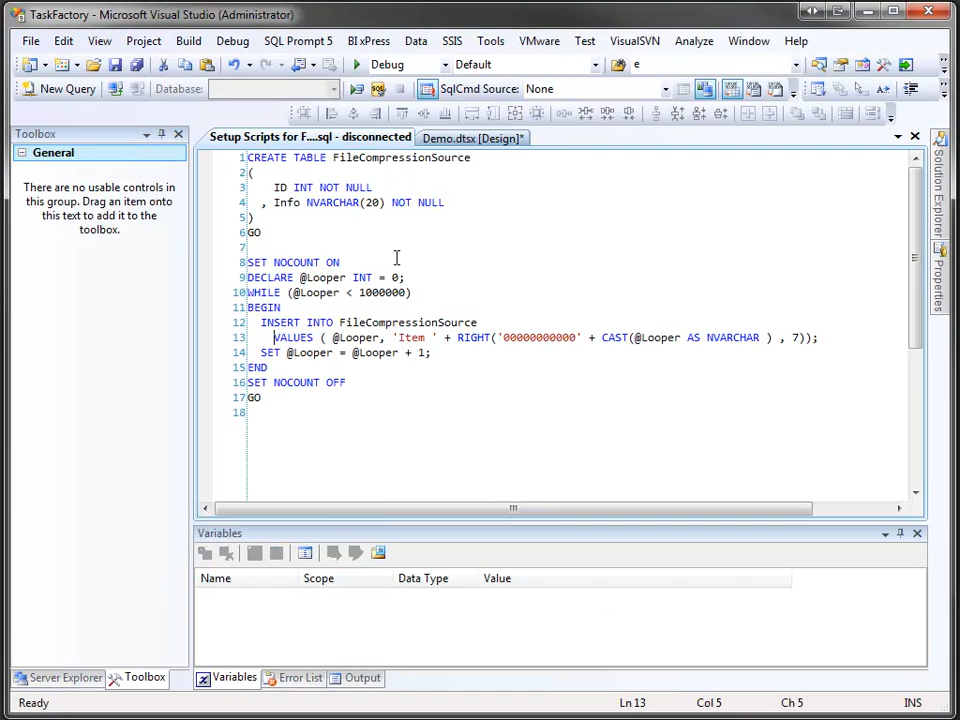 TaskFactory - Microsoft Visual Studio (Administrator)
File Edit View Project Build Debug SQL Prompt 5 BI xPress Data SSIS Tools VMware Test VisualSVN Analyze Window Help
Debug Default e
New Query Database: SqlCmd Source: None
Toolbox
General
There are no usable controls in this group. Drag an item onto this text to add it to the toolbox.
Setup Scripts for F....sql - disconnected Demo.dtsx [Design]*
1 CREATE TABLE FileCompressionSource
2 (
3 ID INT NOT NULL
4 , Info NVARCHAR(20) NOT NULL
5 )
6 GO
7
8 SET NOCOUNT ON
9 DECLARE @Looper INT = 0;
10 WHILE (@Looper < 1000000)
11 BEGIN
12 INSERT INTO FileCompressionSource
13 VALUES ( @Looper, 'Item ' + RIGHT('00000000000' + CAST(@Looper AS NVARCHAR ) , 7));
14 SET @Looper = @Looper + 1;
15 END
16 SET NOCOUNT OFF
17 GO
18
Solution Explorer
Properties
Variables
Name Scope Data Type Value
Server Explorer Toolbox Variables Error List Output
Ready Ln 13 Col 5 Ch 5 INS